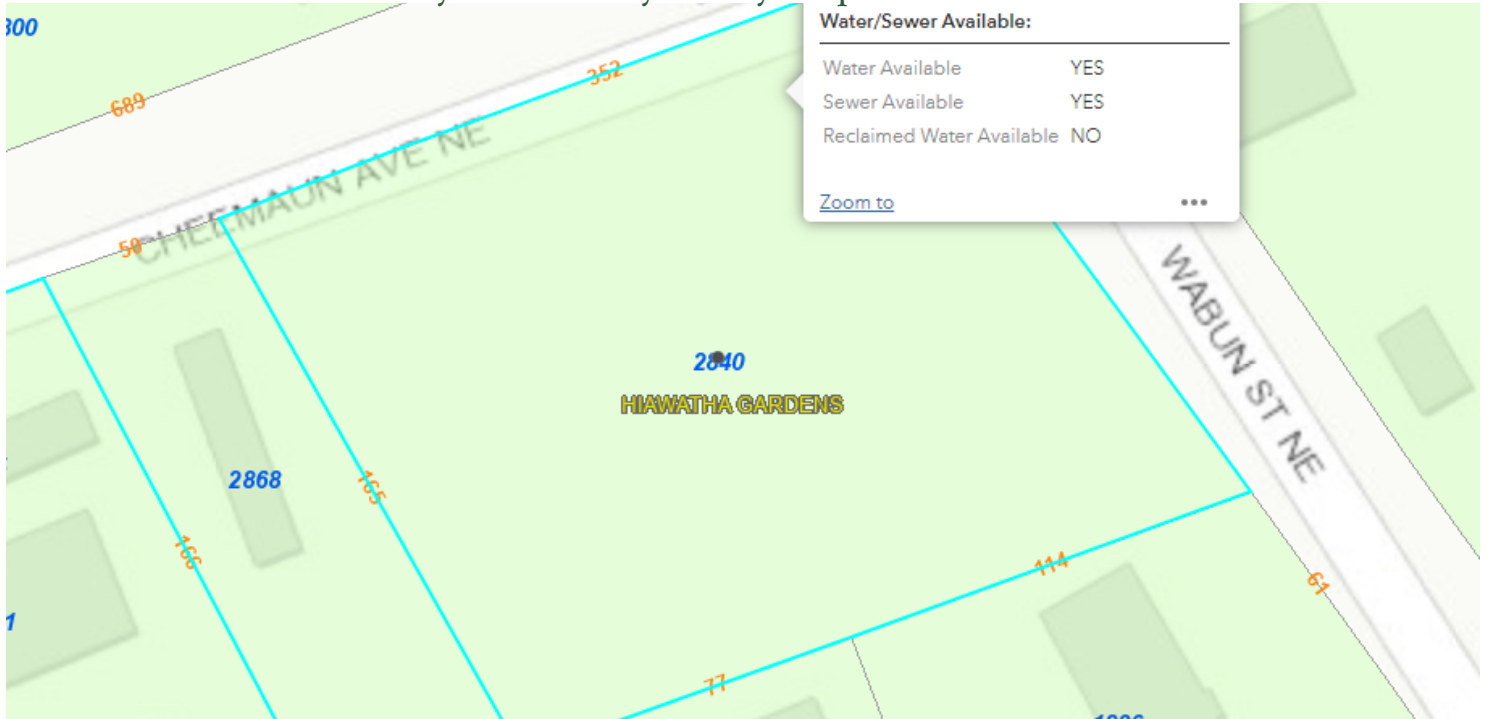 Water/Sewer Available:
Water Available YES
Sewer Available YES
Reclaimed Water Available NO
Zoom to
300
689
352
CHEEMAUN AVE NE
50
WABUN ST NE
2840
HIAWATHA GARDENS
2868
165
166
114
61
1
77